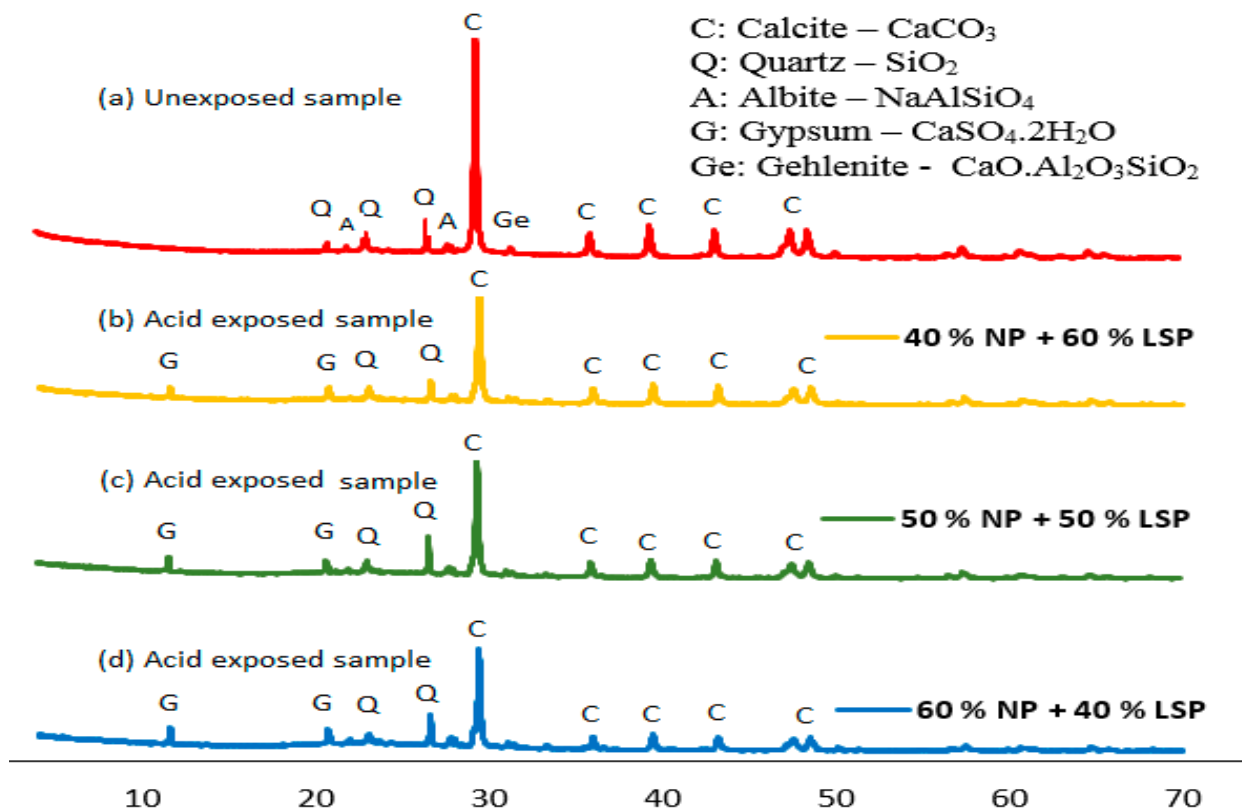 C: Calcite – CaCO₃
Q: Quartz – SiO₂
A: Albite – NaAlSiO₄
G: Gypsum – CaSO₄.2H₂O
Ge: Gehlenite - CaO.Al₂O₃SiO₂
(a) Unexposed sample
C
Q A Q Q A Ge C C C C
(b) Acid exposed sample
C
40 % NP + 60 % LSP
G G Q Q C C C C
(c) Acid exposed sample
C
50 % NP + 50 % LSP
G G Q Q C C C C
(d) Acid exposed sample
C
60 % NP + 40 % LSP
G G Q Q C C C C
10 20 30 40 50 60 70